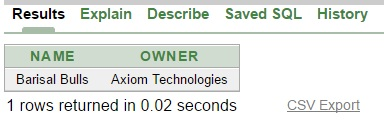 Results Explain Describe Saved SQL History
NAME OWNER
Barisal Bulls Axiom Technologies
1 rows returned in 0.02 seconds CSV Export